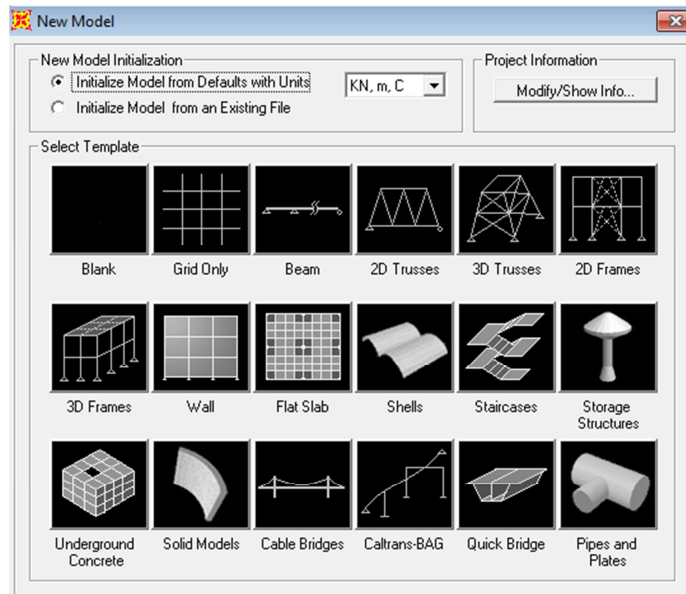 New Model
New Model Initialization
Initialize Model from Defaults with Units
KN, m, C
Initialize Model from an Existing File
Project Information
Modify/Show Info...
Select Template
Blank
Grid Only
Beam
2D Trusses
3D Trusses
2D Frames
3D Frames
Wall
Flat Slab
Shells
Staircases
Storage
Structures
Underground
Concrete
Solid Models
Cable Bridges
Caltrans-BAG
Quick Bridge
Pipes and
Plates